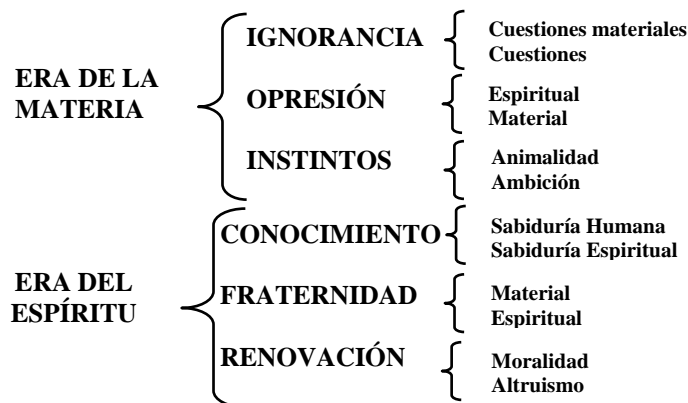 ERA DE LA
MATERIA
IGNORANCIA
Cuestiones materiales
Cuestiones
OPRESIÓN
Espiritual
Material
INSTINTOS
Animalidad
Ambición
ERA DEL
ESPÍRITU
CONOCIMIENTO
Sabiduría Humana
Sabiduría Espiritual
FRATERNIDAD
Material
Espiritual
RENOVACIÓN
Moralidad
Altruismo